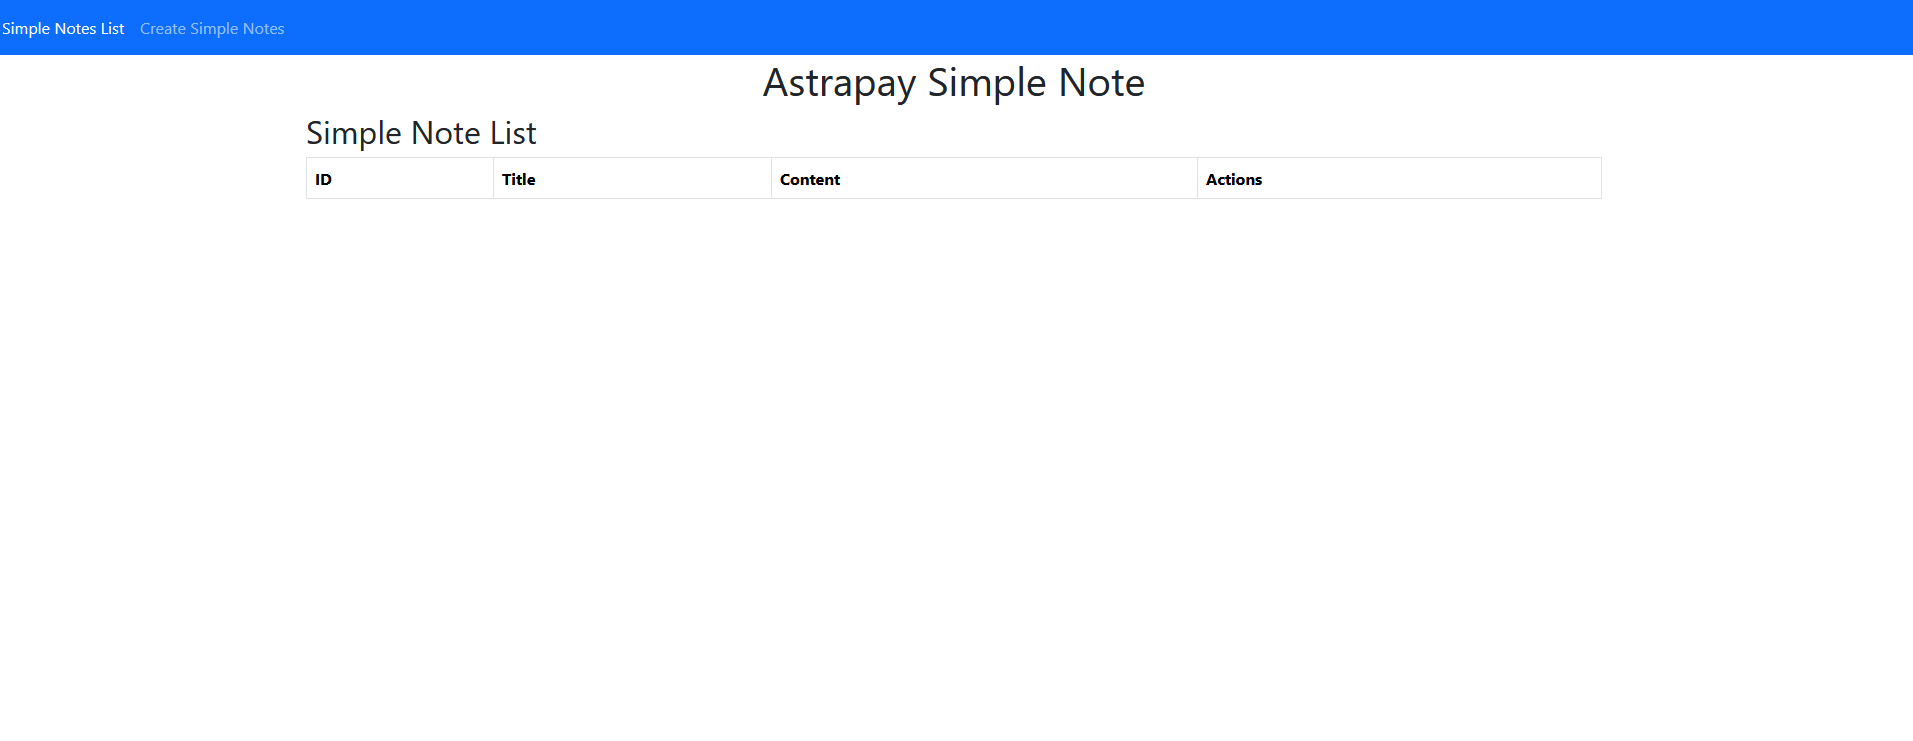 Simple Notes List Create Simple Notes
Astrapay Simple Note
Simple Note List
ID Title Content Actions